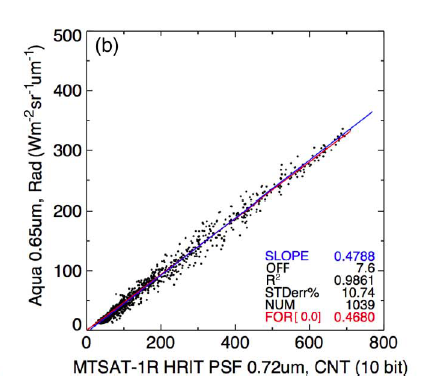 (b)
500
400
300
200
100
0
Aqua 0.65um, Rad (Wm-2sr-1um-1)
SLOPE 0.4788
OFF 7.6
R2 0.9861
STDerr% 10.74
NUM 1039
FOR[ 0.0] 0.4680
0 200 400 600 800
MTSAT-1R HRIT PSF 0.72um, CNT (10 bit)